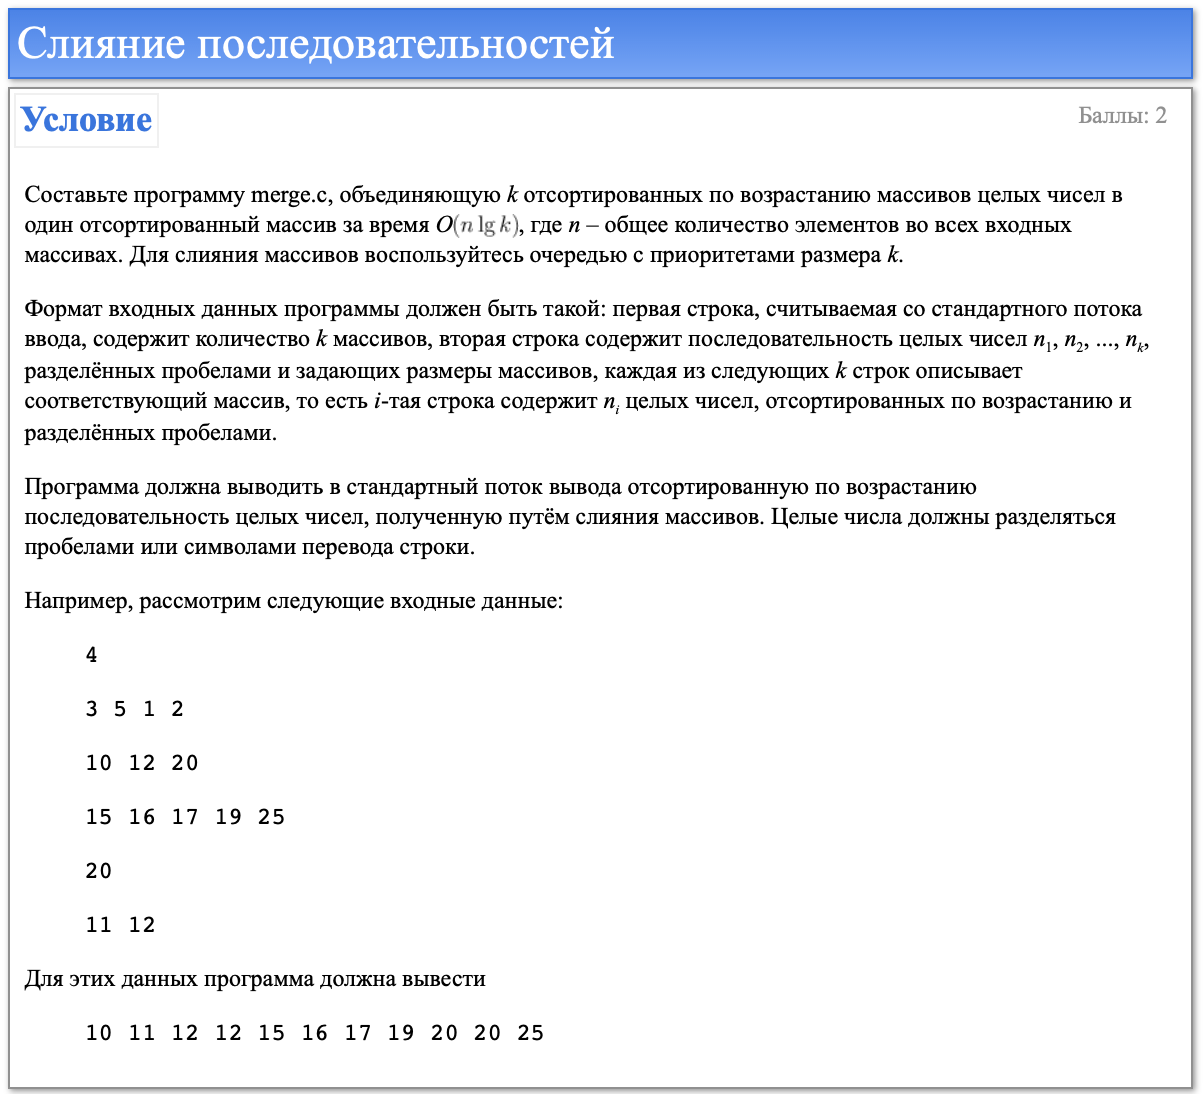 Слияние последовательностей
Условие
Баллы: 2
Составьте программу merge.c, объединяющую k отсортированных по возрастанию массивов целых чисел в
один отсортированный массив за время O(n lg k), где n – общее количество элементов во всех входных
массивах. Для слияния массивов воспользуйтесь очередью с приоритетами размера k.
Формат входных данных программы должен быть такой: первая строка, считываемая со стандартного потока
ввода, содержит количество k массивов, вторая строка содержит последовательность целых чисел n1, n2, ..., nk,
разделённых пробелами и задающих размеры массивов, каждая из следующих k строк описывает
соответствующий массив, то есть i-тая строка содержит ni целых чисел, отсортированных по возрастанию и
разделённых пробелами.
Программа должна выводить в стандартный поток вывода отсортированную по возрастанию
последовательность целых чисел, полученную путём слияния массивов. Целые числа должны разделяться
пробелами или символами перевода строки.
Например, рассмотрим следующие входные данные:
4
3 5 1 2
10 12 20
15 16 17 19 25
20
11 12
Для этих данных программа должна вывести
10 11 12 12 15 16 17 19 20 20 25